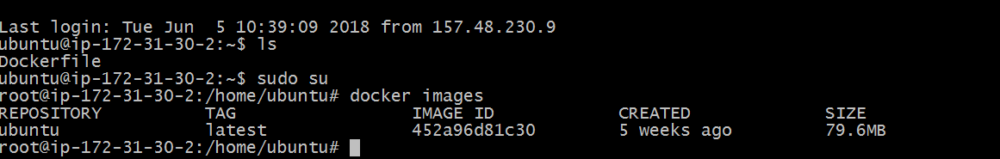 Last login: Tue Jun  5 10:39:09 2018 from 157.48.230.9
ubuntu@ip-172-31-30-2:~$ ls
Dockerfile
ubuntu@ip-172-31-30-2:~$ sudo su
root@ip-172-31-30-2:/home/ubuntu# docker images
REPOSITORY          TAG                 IMAGE ID            CREATED             SIZE
ubuntu              latest              452a96d81c30        5 weeks ago         79.6MB
root@ip-172-31-30-2:/home/ubuntu#